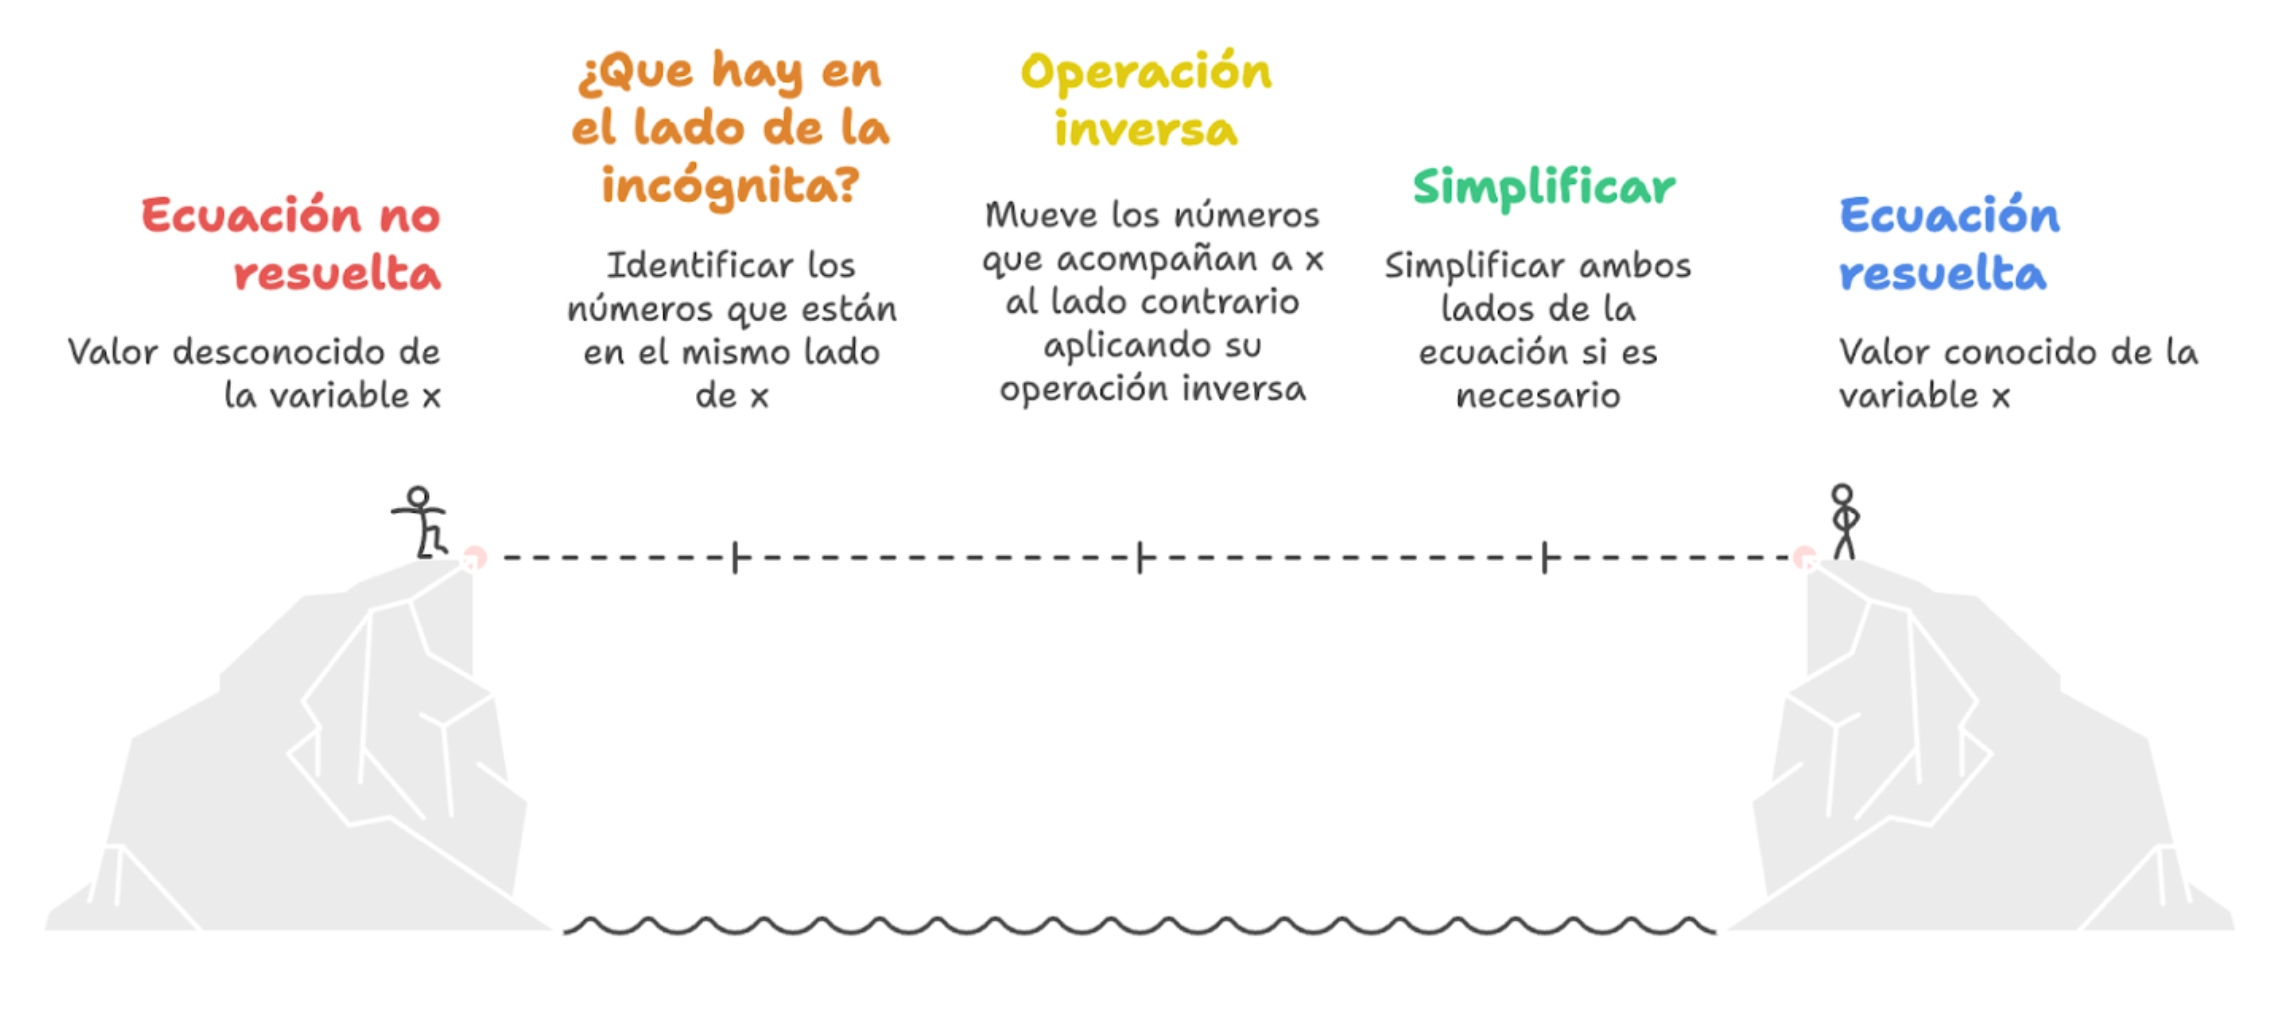 Ecuación no
resuelta
Valor desconocido de
la variable x
¿Que hay en
el lado de la
incógnita?
Identificar los
números que están
en el mismo lado
de x
Operación
inversa
Mueve los números
que acompañan a x
al lado contrario
aplicando su
operación inversa
Simplificar
Simplificar ambos
lados de la
ecuación si es
necesario
Ecuación
resuelta
Valor conocido de la
variable x